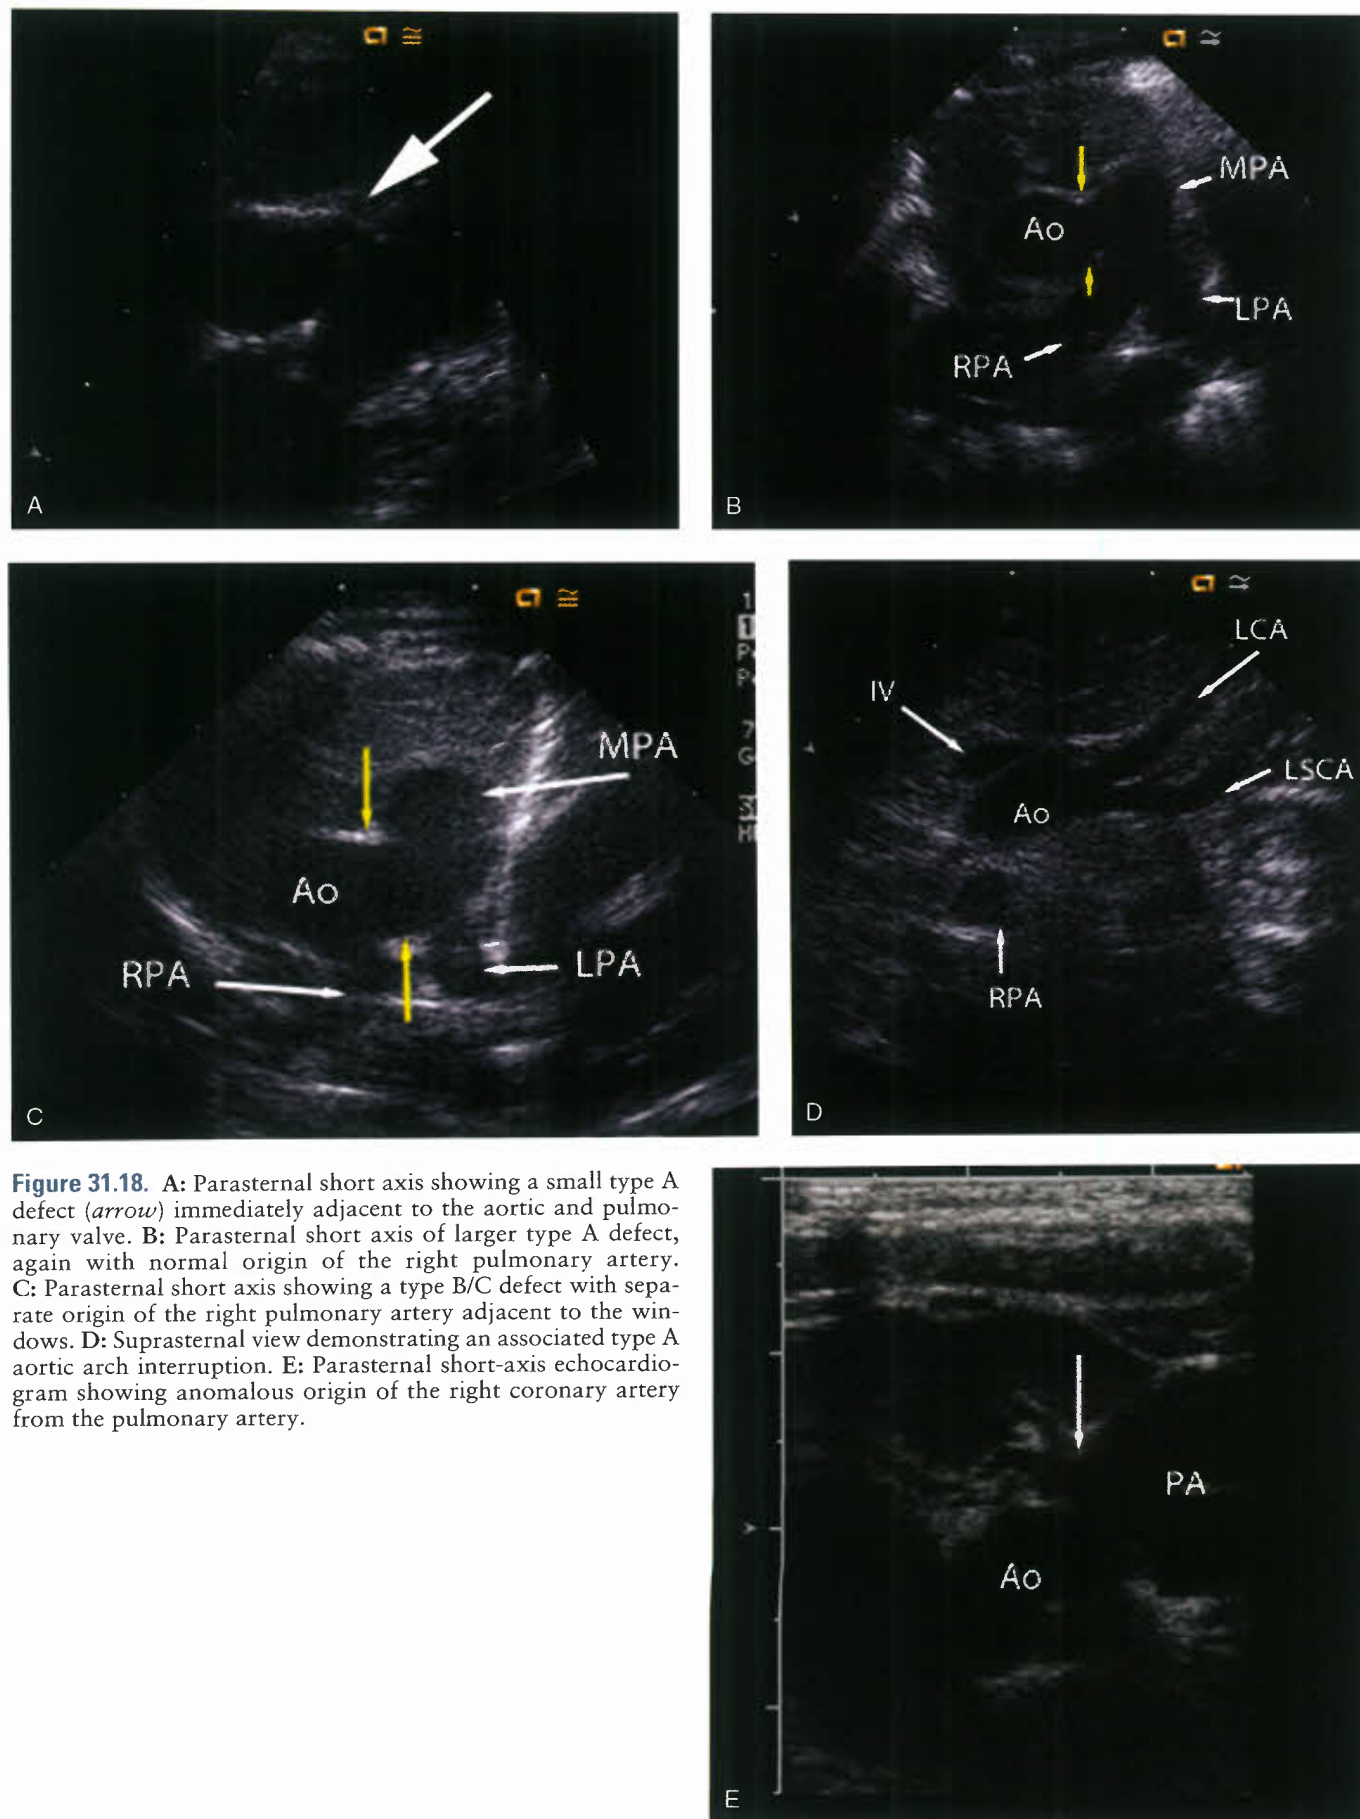 A
MPA
Ao
LPA
RPA
B
MPA
Ao
RPA
LPA
C
LCA
IV
LSCA
Ao
RPA
D
Figure 31.18. A: Parasternal short axis showing a small type A
defect (arrow) immediately adjacent to the aortic and pulmo-
nary valve. B: Parasternal short axis of larger type A defect,
again with normal origin of the right pulmonary artery.
C: Parasternal short axis showing a type B/C defect with sepa-
rate origin of the right pulmonary artery adjacent to the win-
dows. D: Suprasternal view demonstrating an associated type A
aortic arch interruption. E: Parasternal short-axis echocardio-
gram showing anomalous origin of the right coronary artery
from the pulmonary artery.
PA
Ao
E